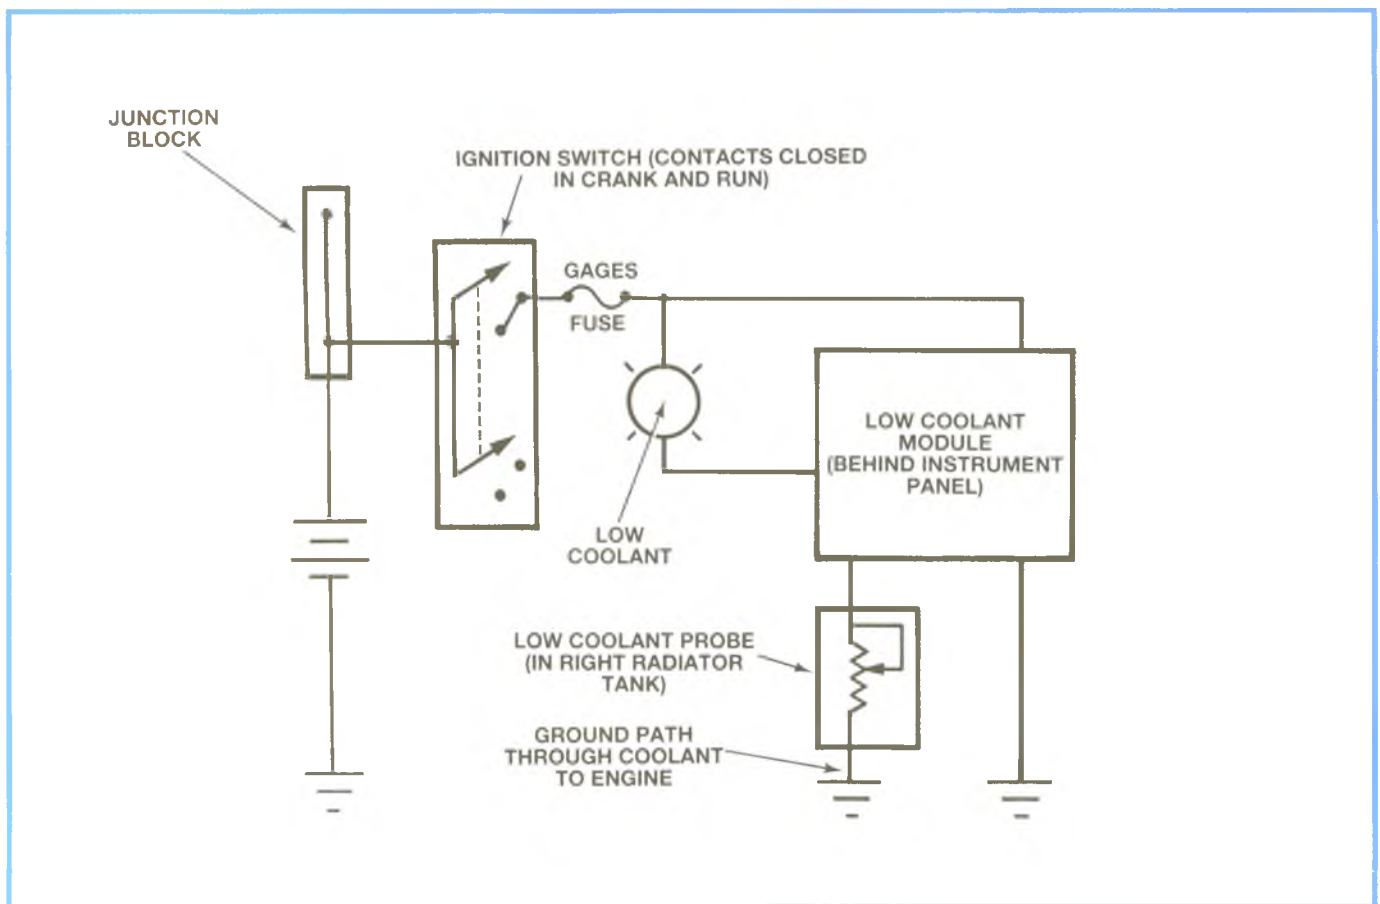 JUNCTION
BLOCK
IGNITION SWITCH (CONTACTS CLOSED
IN CRANK AND RUN)
GAGES
FUSE
LOW COOLANT
MODULE
(BEHIND INSTRUMENT
PANEL)
LOW
COOLANT
LOW COOLANT PROBE
(IN RIGHT RADIATOR
TANK)
GROUND PATH
THROUGH COOLANT
TO ENGINE